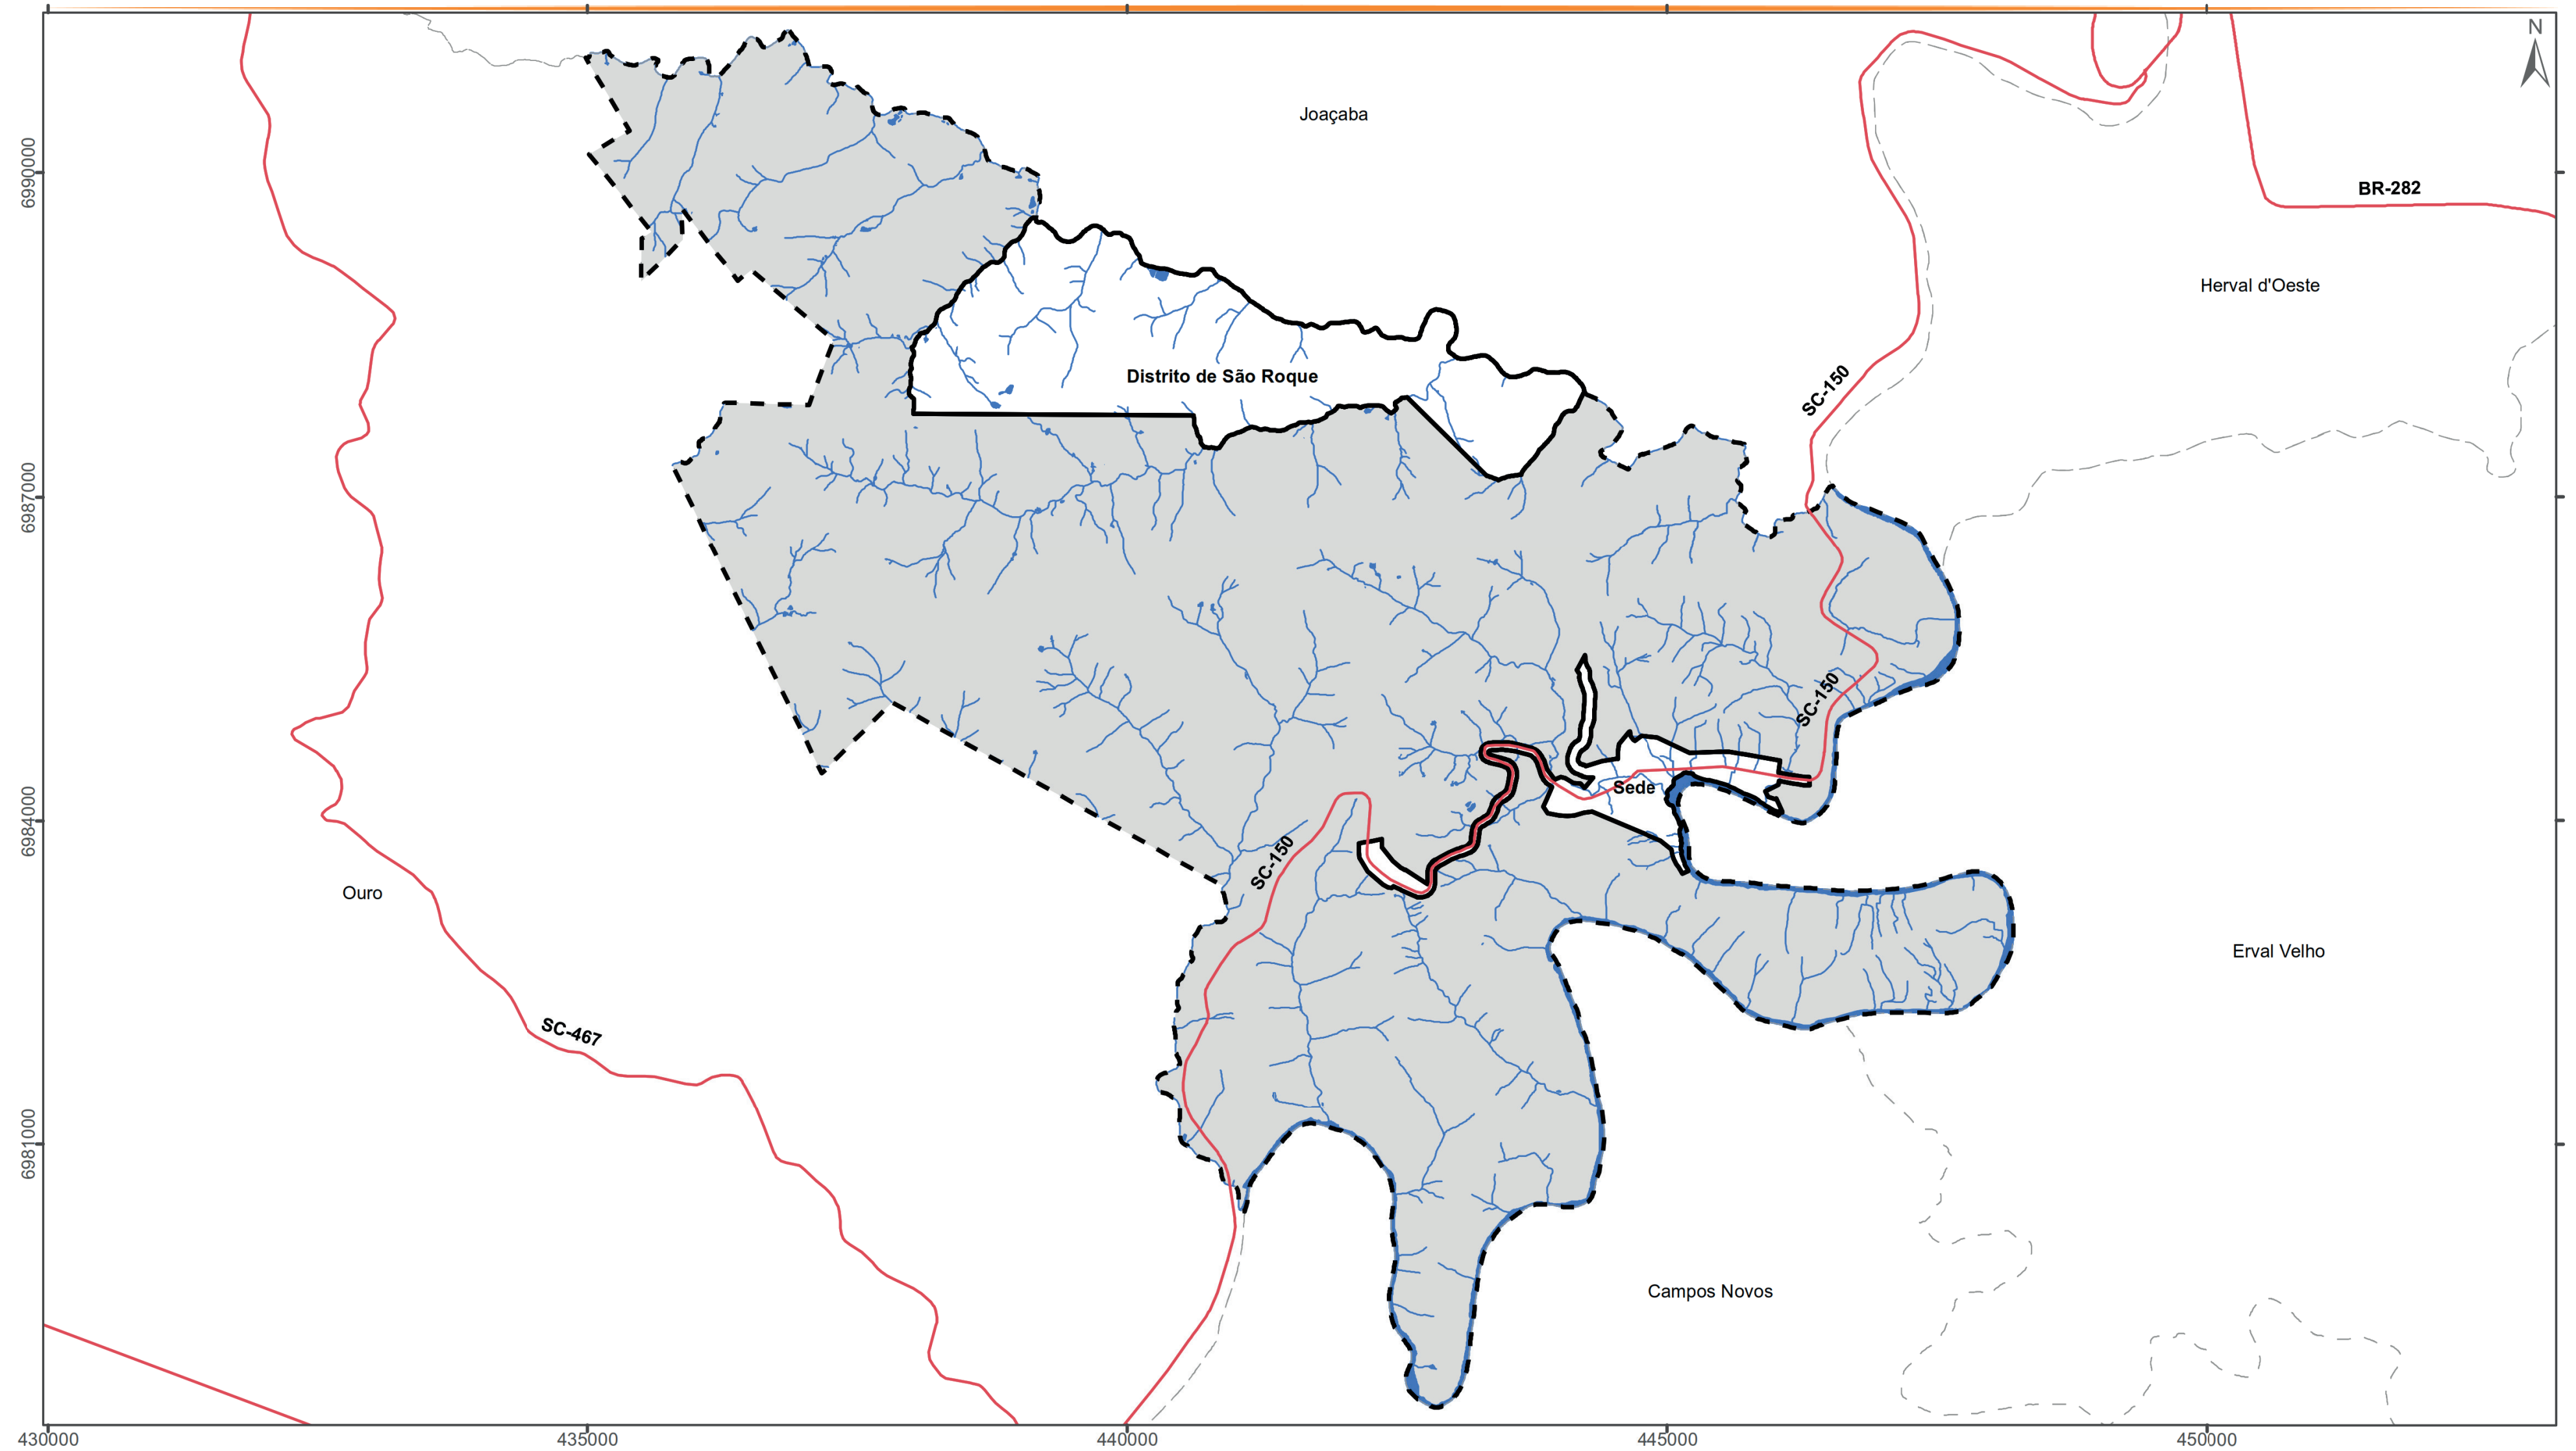 N
Joaçaba
6990000
BR-282
Herval d'Oeste
Distrito de São Roque
SC-150
6987000
SC-150
Sede
6984000
SC-150
Ouro
Erval Velho
SC-467
6981000
Campos Novos
430000
435000
440000
445000
450000